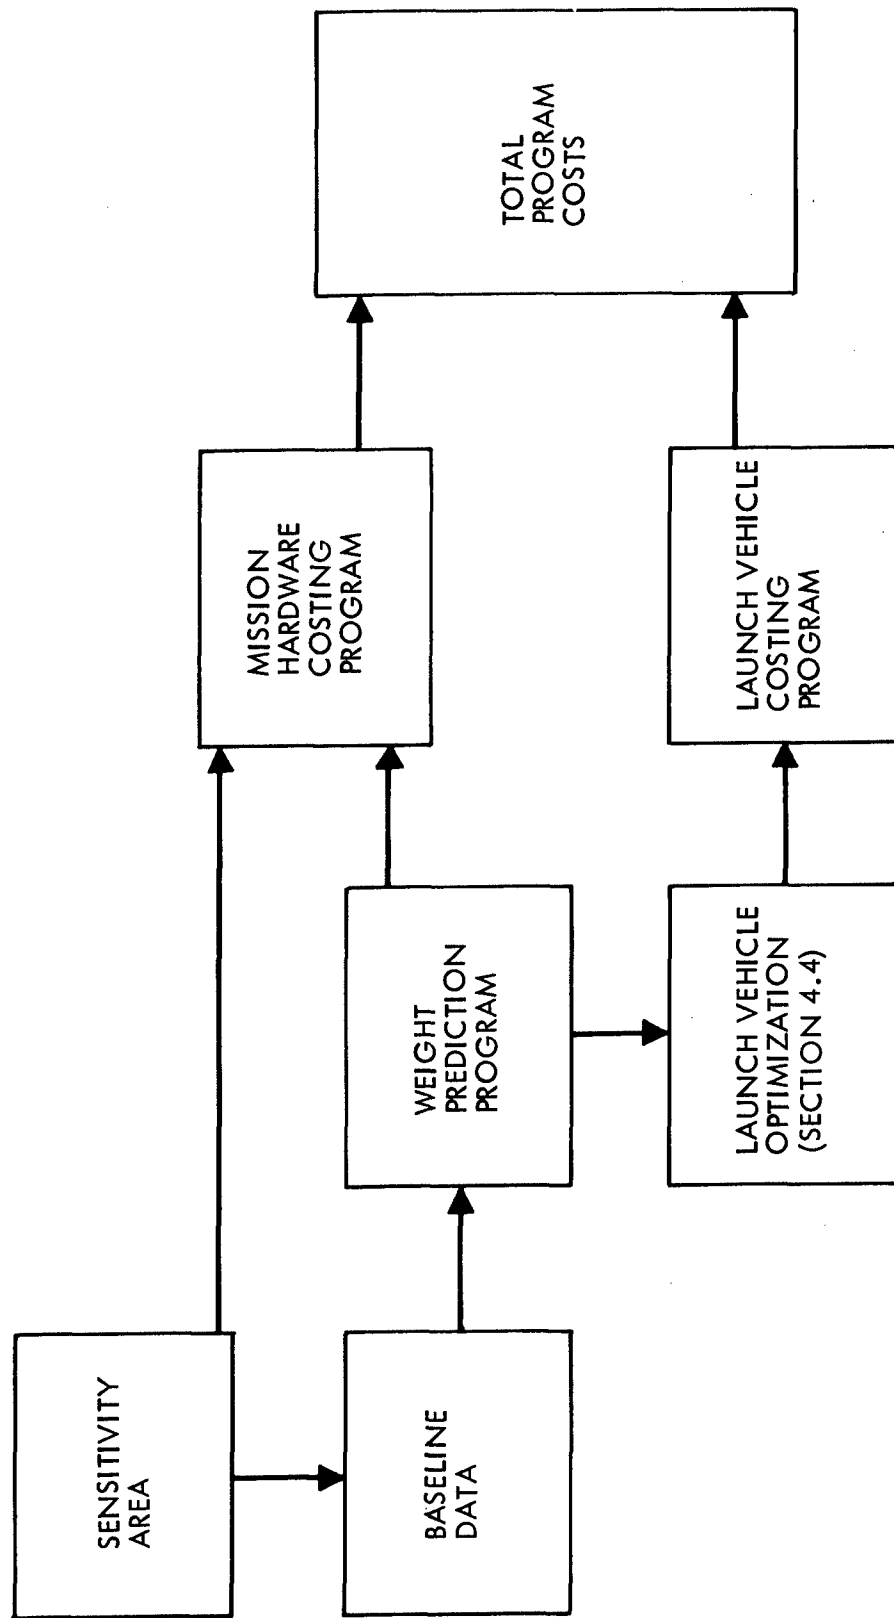 SENSITIVITY
AREA
BASELINE
DATA
WEIGHT
PREDICTION
PROGRAM
LAUNCH VEHICLE
OPTIMIZATION
(SECTION 4.4)
MISSION
HARDWARE
COSTING
PROGRAM
LAUNCH VEHICLE
COSTING
PROGRAM
TOTAL
PROGRAM
COSTS